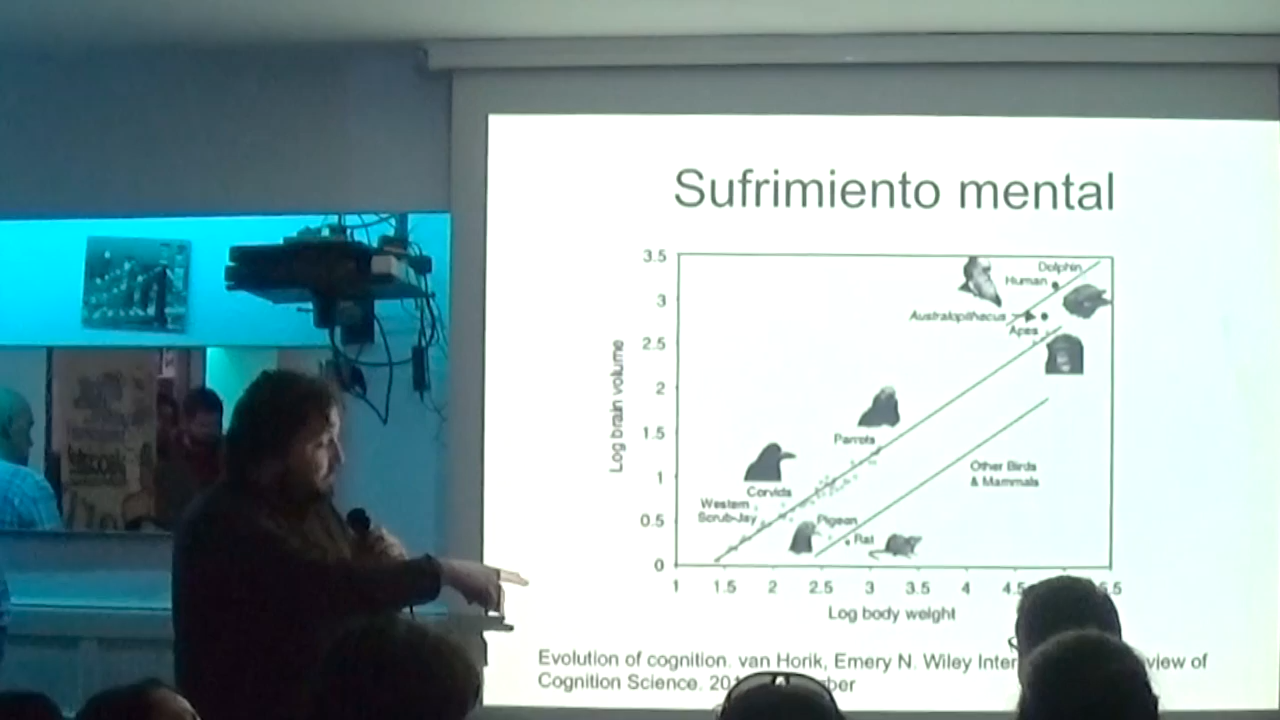 Sufrimiento mental
3.5
3
2.5
2
1.5
1
0.5
0
Log brain volume
Dolphin
Human
Australopithecus
Apes
Parrots
Corvids
Western
Scrub-Jay
Pigeon
Rat
Other Birds
& Mammals
1 1.5 2 2.5 3 3.5 4 4.5 5.5
Log body weight
Evolution of cognition. van Horik, Emery N. Wiley Inter view of
Cognition Science. 20 ber